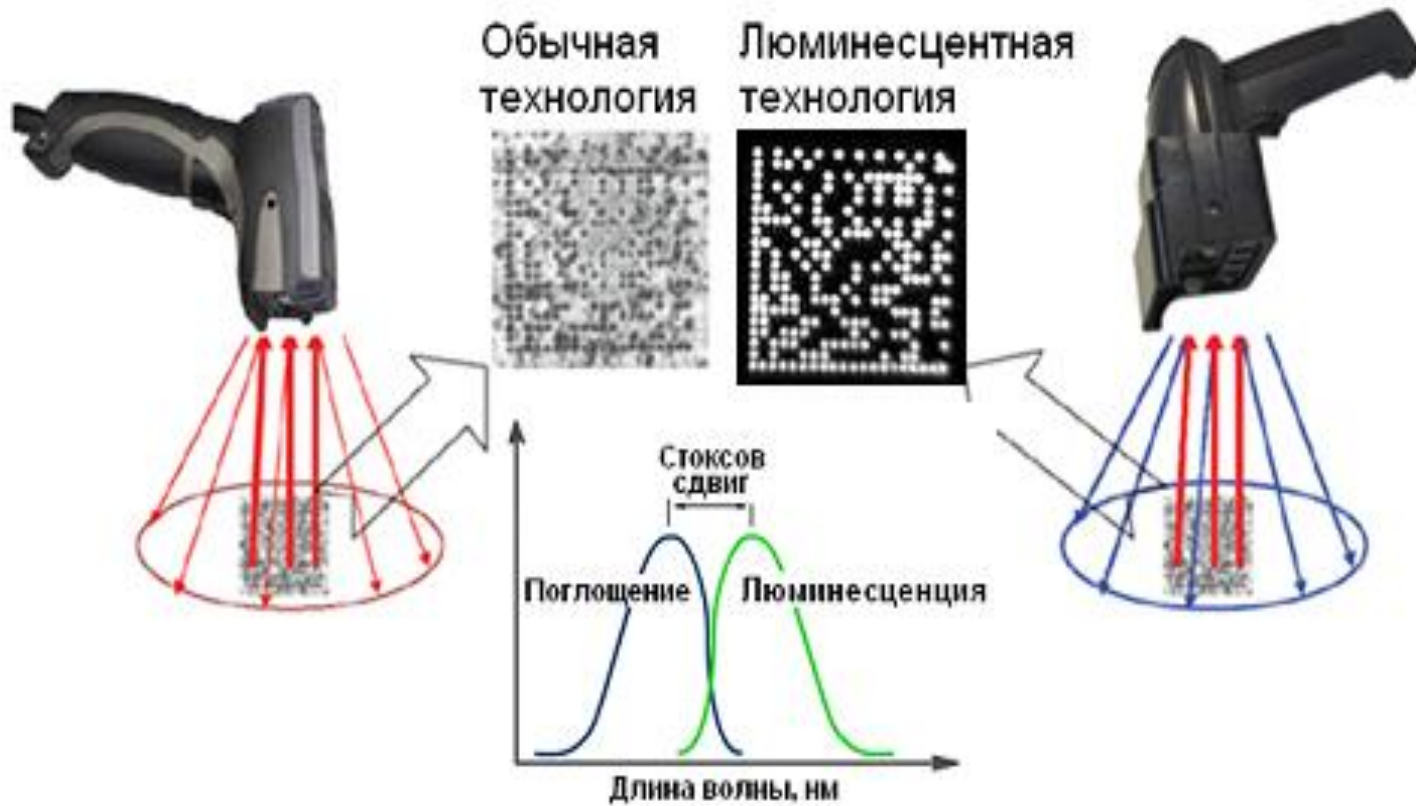 Обычная
технология
Люминесцентная
технология
Стоксов
сдвиг
Поглощение
Люминесценция
Длина волны, нм